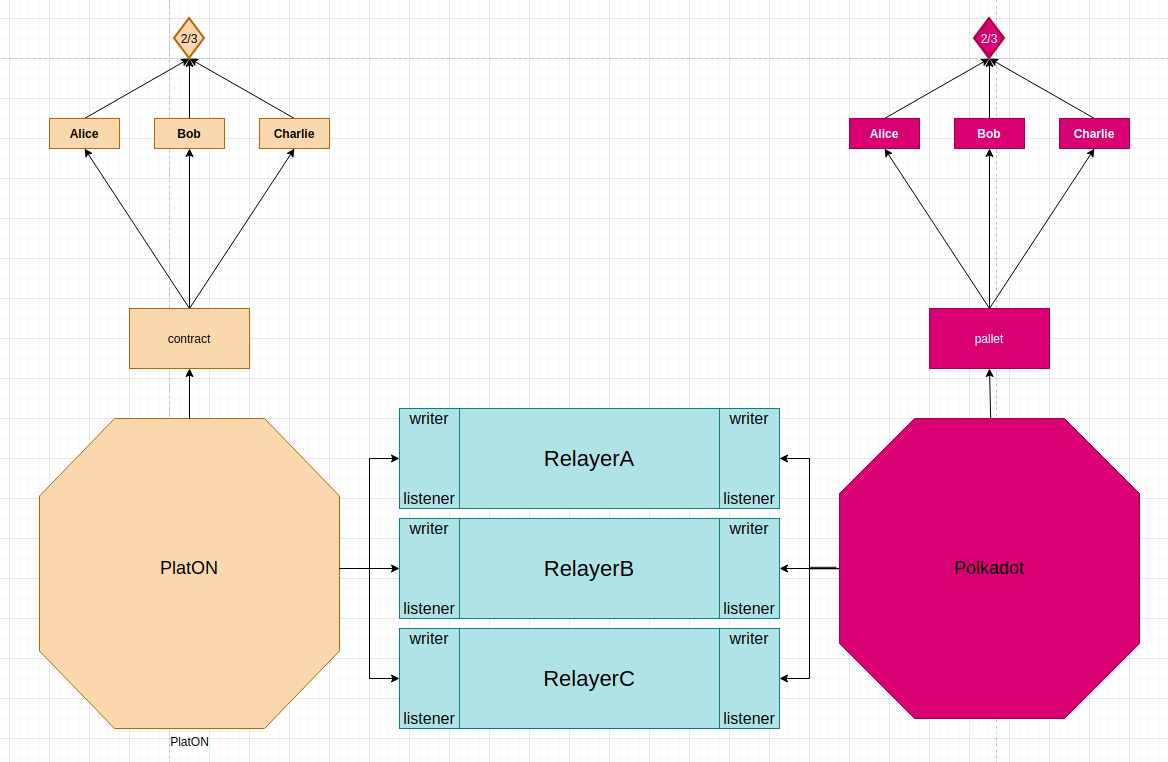 2/3
2/3
Alice
Bob
Charlie
Alice
Bob
Charlie
contract
pallet
writer
writer
RelayerA
listener
listener
writer
writer
PlatON
RelayerB
Polkadot
listener
listener
writer
writer
RelayerC
listener
listener
PlatON